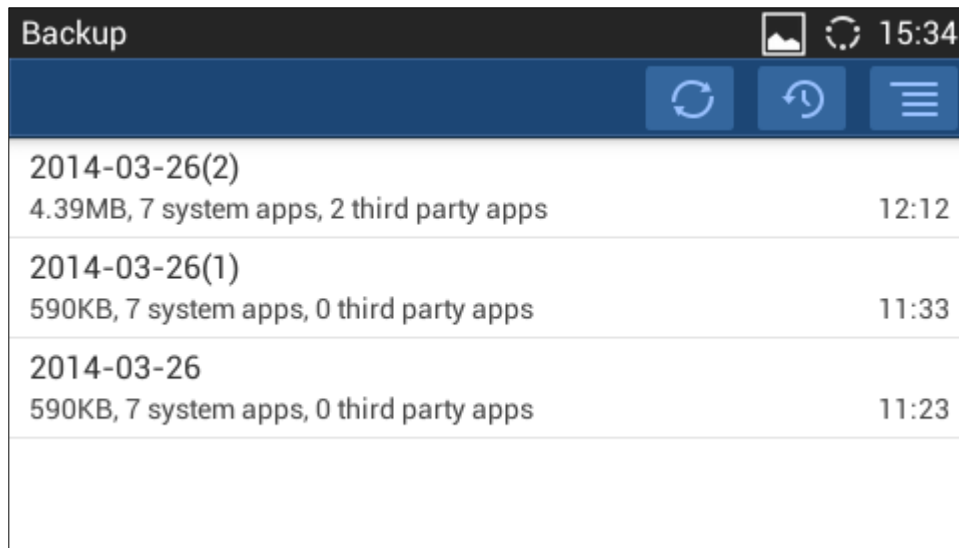 Backup 15:34
2014-03-26(2)
4.39MB, 7 system apps, 2 third party apps 12:12
2014-03-26(1)
590KB, 7 system apps, 0 third party apps 11:33
2014-03-26
590KB, 7 system apps, 0 third party apps 11:23